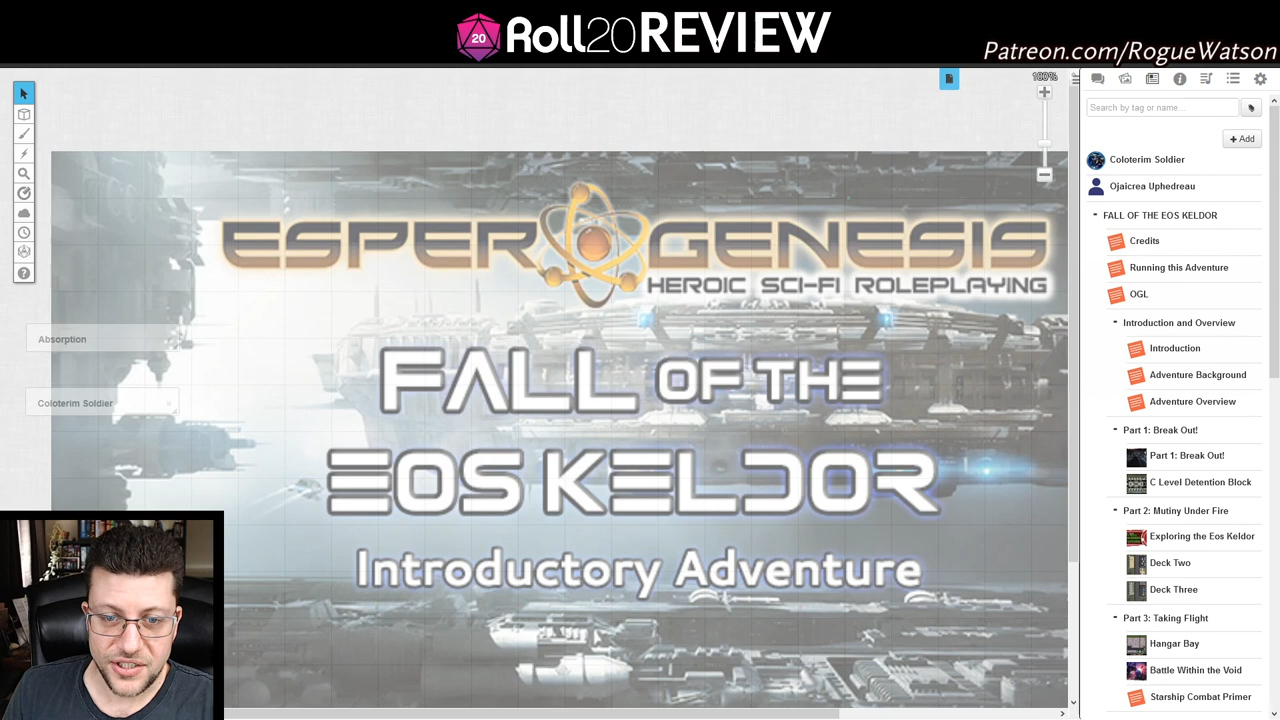 20 Roll20REVIEW
Patreon.com/RogueWatson
100%
Search by tag or name...
+ Add
Coloterim Soldier
Ojaicrea Uphedreau
FALL OF THE EOS KELDOR
Credits
Running this Adventure
OGL
Introduction and Overview
Introduction
Adventure Background
Adventure Overview
Part 1: Break Out!
Part 1: Break Out!
C Level Detention Block
Part 2: Mutiny Under Fire
Exploring the Eos Keldor
Deck Two
Deck Three
Part 3: Taking Flight
Hangar Bay
Battle Within the Void
Starship Combat Primer
ESPER GENESIS
HEROIC SCI-FI ROLEPLAYING
FALL OF THE
EOS KELDOR
Introductory Adventure
Absorption
Coloterim Soldier